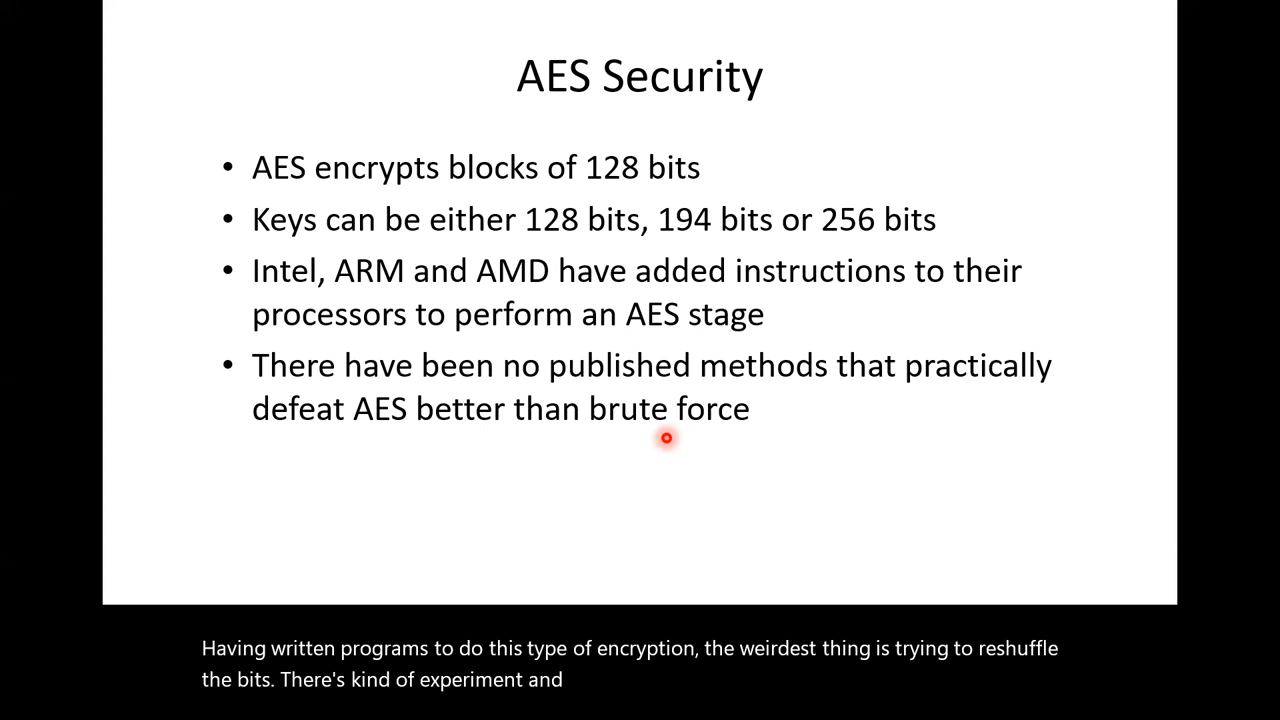 AES Security
• AES encrypts blocks of 128 bits
• Keys can be either 128 bits, 194 bits or 256 bits
• Intel, ARM and AMD have added instructions to their
processors to perform an AES stage
• There have been no published methods that practically
defeat AES better than brute force
Having written programs to do this type of encryption, the weirdest thing is trying to reshuffle
the bits. There's kind of experiment and